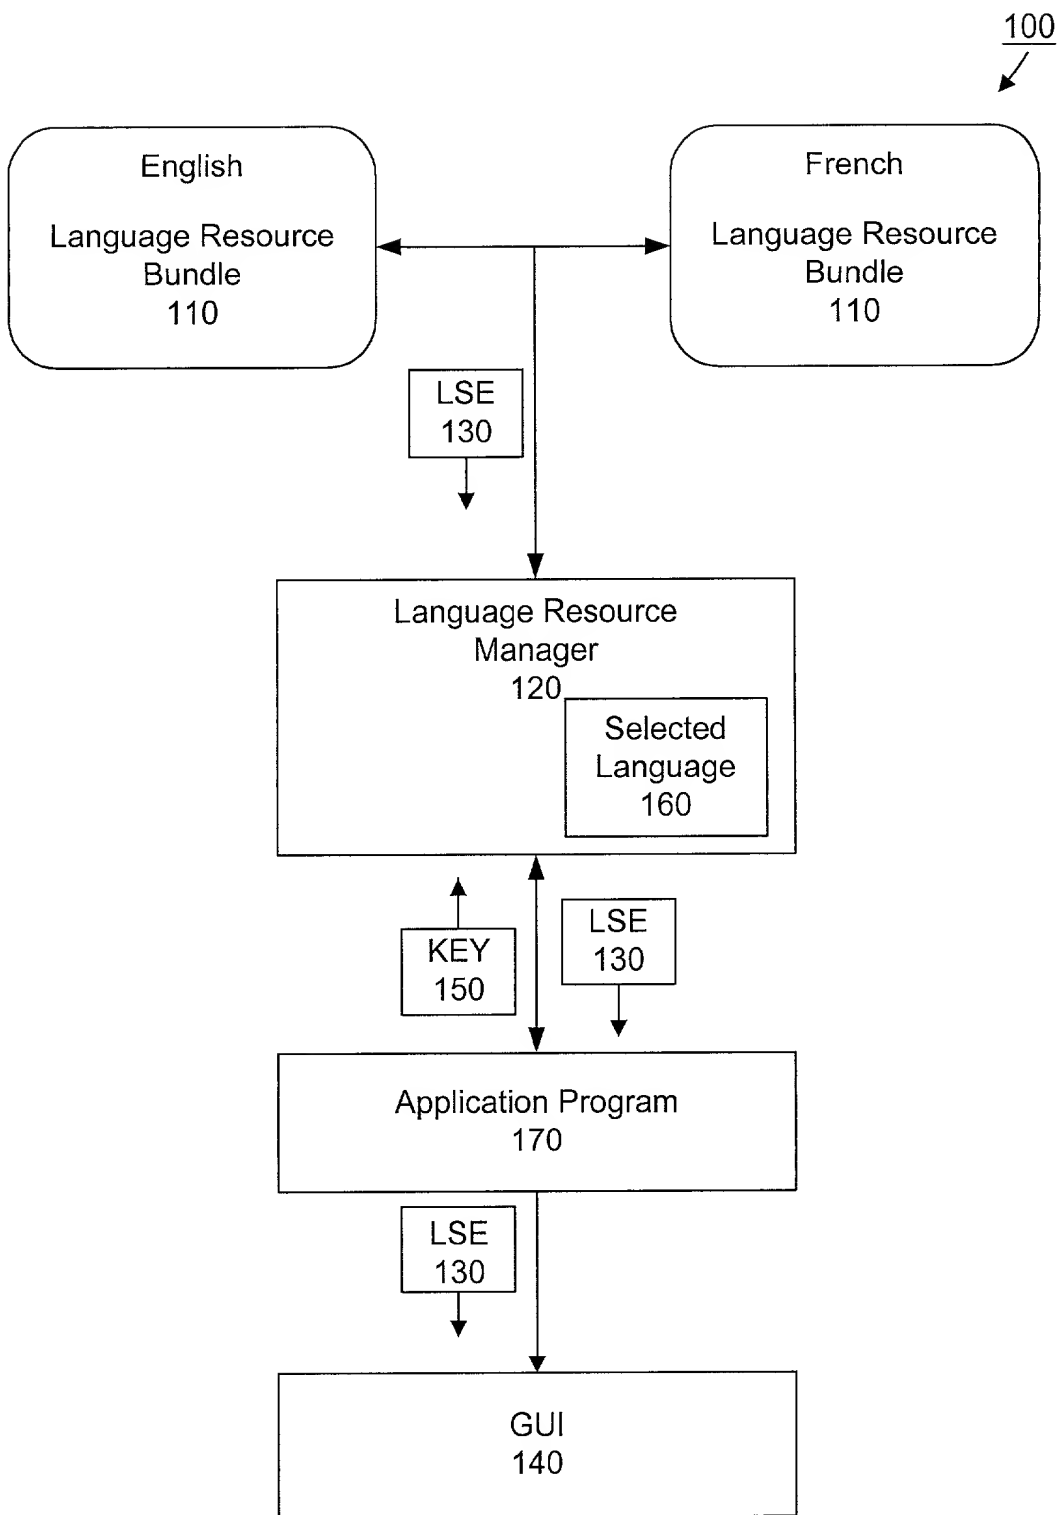 100
English
Language Resource
Bundle
110
French
Language Resource
Bundle
110
LSE
130
Language Resource
Manager
120
Selected
Language
160
KEY
150
LSE
130
Application Program
170
LSE
130
GUI
140